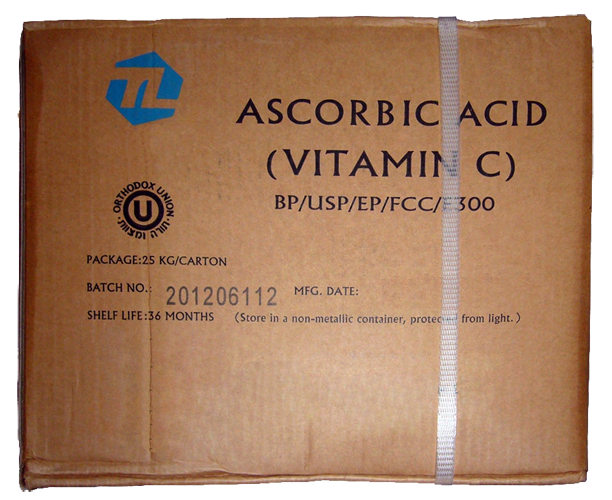 TL
ASCORBIC ACID
(VITAMIN C)
BP/USP/EP/FCC/E300
ORTHODOX UNION
U
PACKAGE:25 KG/CARTON
BATCH NO.: 201206112 MFG. DATE:
SHELF LIFE:36 MONTHS (Store in a non-metallic container, protected from light.)